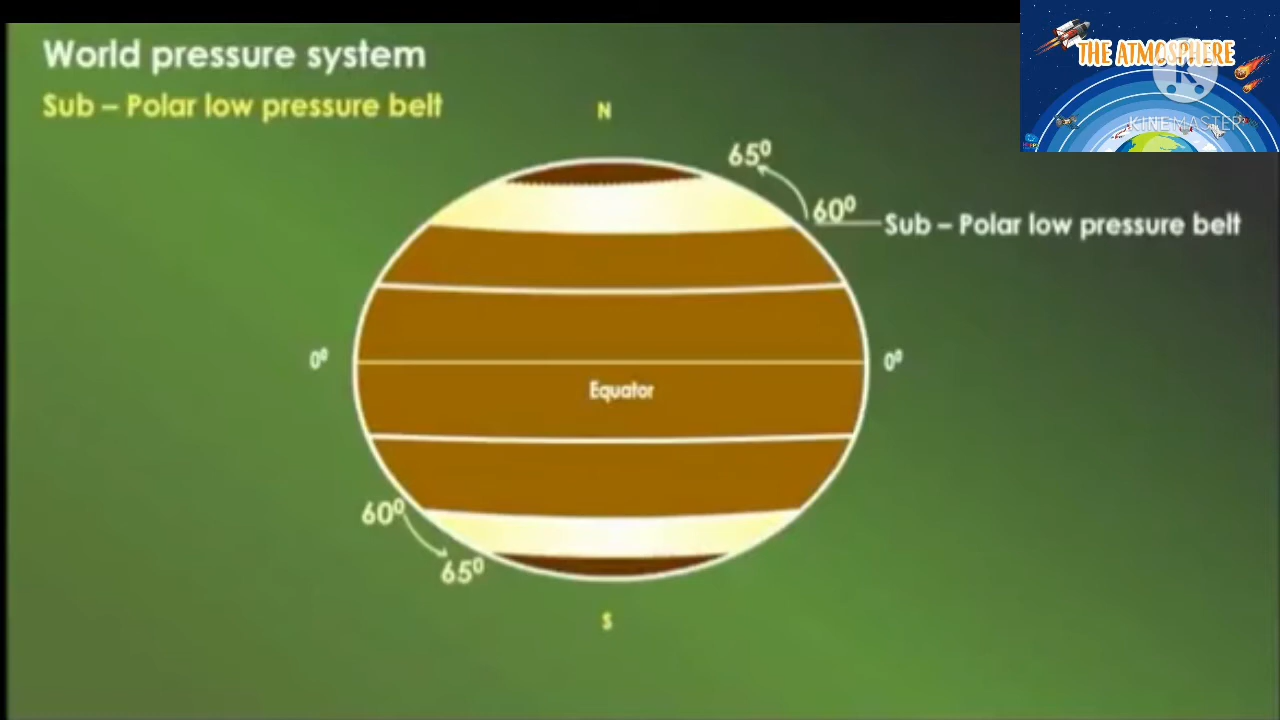 World pressure system
Sub – Polar low pressure belt
THE ATMOSPHERE
K
KINEMASTER
N
65⁰
60⁰
Sub – Polar low pressure belt
0⁰
0⁰
Equator
60⁰
65⁰
S